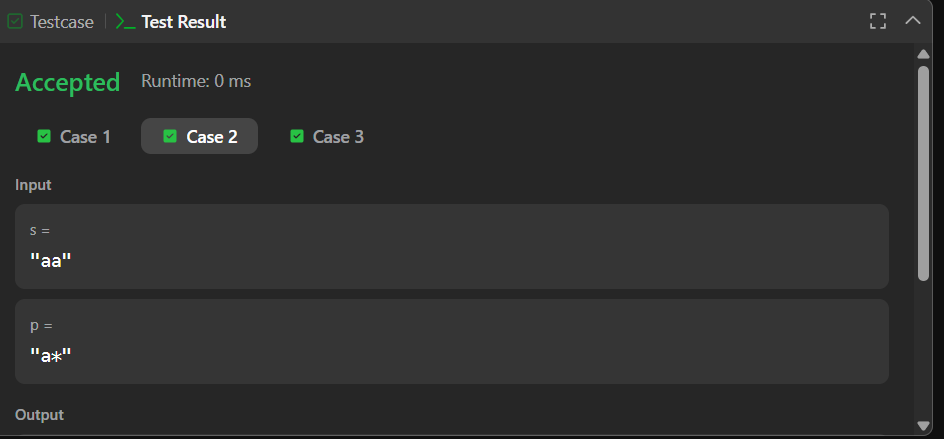 Testcase Test Result
Accepted Runtime: 0 ms
Case 1 Case 2 Case 3
Input
s =
"aa"
p =
"a*"
Output